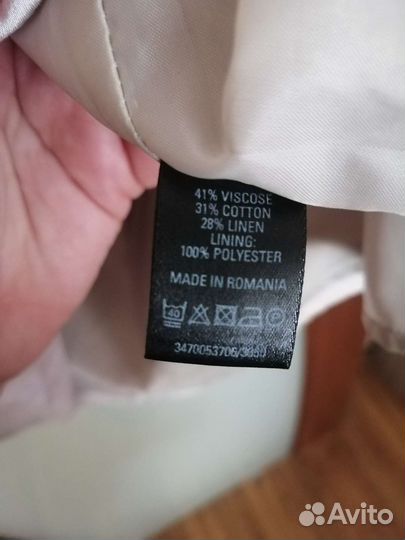 41% VISCOSE
31% COTTON
28% LINEN
LINING:
100% POLYESTER
MADE IN ROMANIA
40
Avito